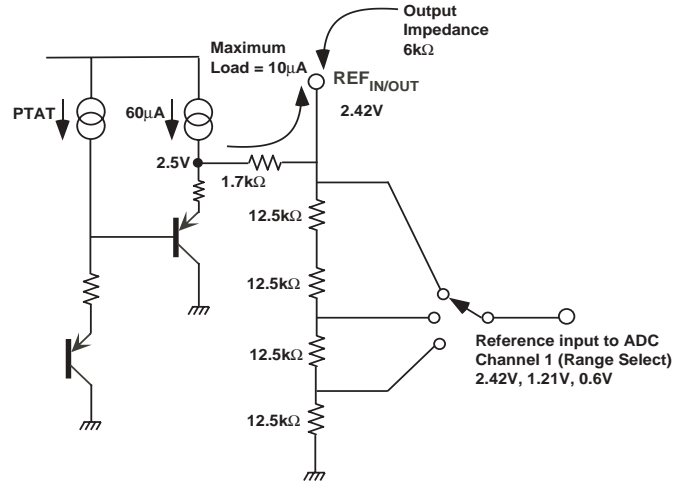 Output
Impedance
6kΩ
Maximum
Load = 10µA
REFIN/OUT
2.42V
PTAT
60µA
2.5V
1.7kΩ
12.5kΩ
12.5kΩ
12.5kΩ
12.5kΩ
Reference input to ADC
Channel 1 (Range Select)
2.42V, 1.21V, 0.6V